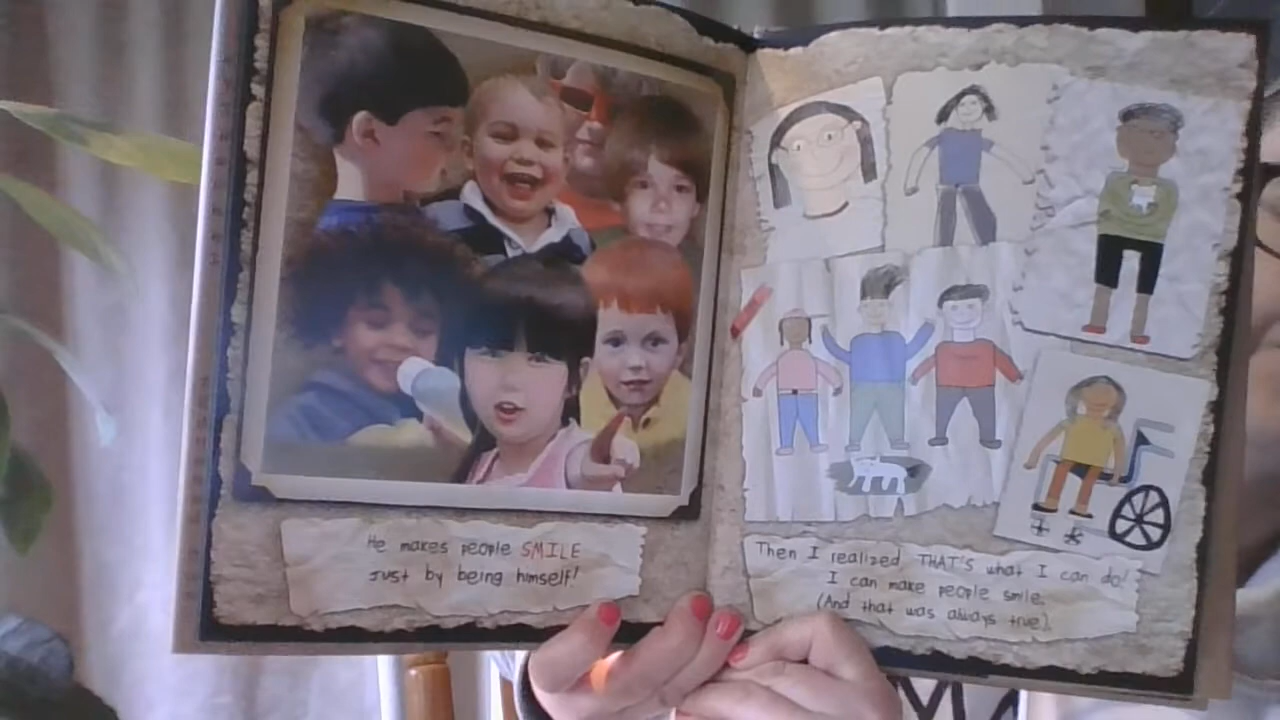 He makes people SMILE
just by being himself!
Then I realized, THAT'S what I can do!
I can make people smile.
(And that was always true).